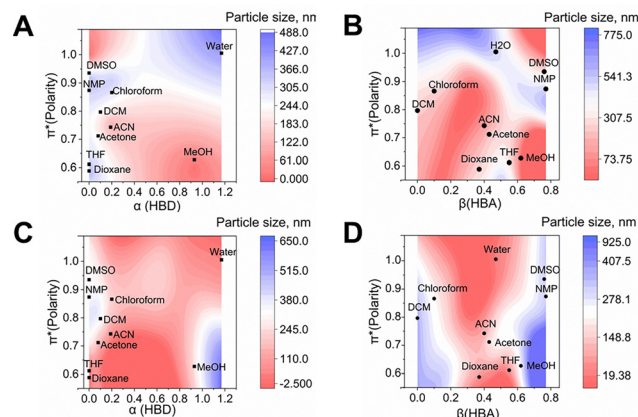 A
Particle size, nm
1.0
0.9
0.8
0.7
0.6
π*(Polarity)
Water
DMSO
NMP
Chloroform
DCM
ACN
Acetone
THF
Dioxane
MeOH
0.0 0.2 0.4 0.6 0.8 1.0 1.2
α (HBD)
488.0
427.0
366.0
305.0
244.0
183.0
122.0
61.00
0.000
B
Particle size, nm
1.0
0.9
0.8
0.7
0.6
π*(Polarity)
H2O
DMSO
NMP
Chloroform
DCM
ACN
Acetone
THF
Dioxane
MeOH
0.0 0.2 0.4 0.6 0.8
β(HBA)
775.0
541.3
307.5
73.75
C
Particle size, nm
1.0
0.9
0.8
0.7
0.6
π*(Polarity)
Water
DMSO
NMP
Chloroform
DCM
ACN
Acetone
THF
Dioxane
MeOH
0.0 0.2 0.4 0.6 0.8 1.0 1.2
α (HBD)
650.0
515.0
380.0
245.0
110.0
-2.500
D
Particle size, nm
1.0
0.9
0.8
0.7
0.6
π*(Polarity)
Water
DMSO
NMP
Chloroform
DCM
ACN
Acetone
THF
Dioxane
MeOH
0.0 0.2 0.4 0.6 0.8
β(HBA)
925.0
407.5
148.1
19.38